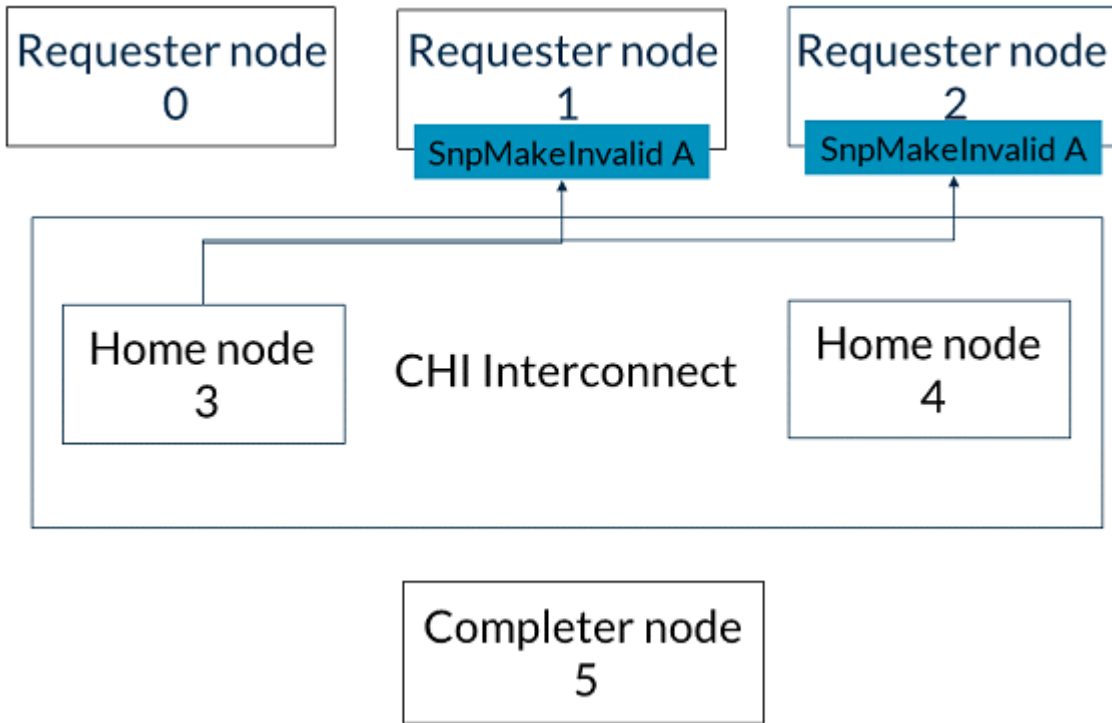 Requester node
0
Requester node
1
SnpMakeInvalid A
Requester node
2
SnpMakeInvalid A
Home node
3
CHI Interconnect
Home node
4
Completer node
5